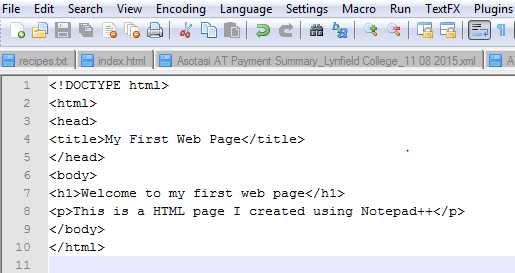 Edit Search View Encoding Language Settings Macro Run TextFX Plugins
recipes.txt index.html Asotasi AT Payment Summary_Lynfield College_11 08 2015.xml A
1 <!DOCTYPE html>
2 <html>
3 <head>
4 <title>My First Web Page</title>
5 </head>
6 <body>
7 <h1>Welcome to my first web page</h1>
8 <p>This is a HTML page I created using Notepad++</p>
9 </body>
10 </html>
11